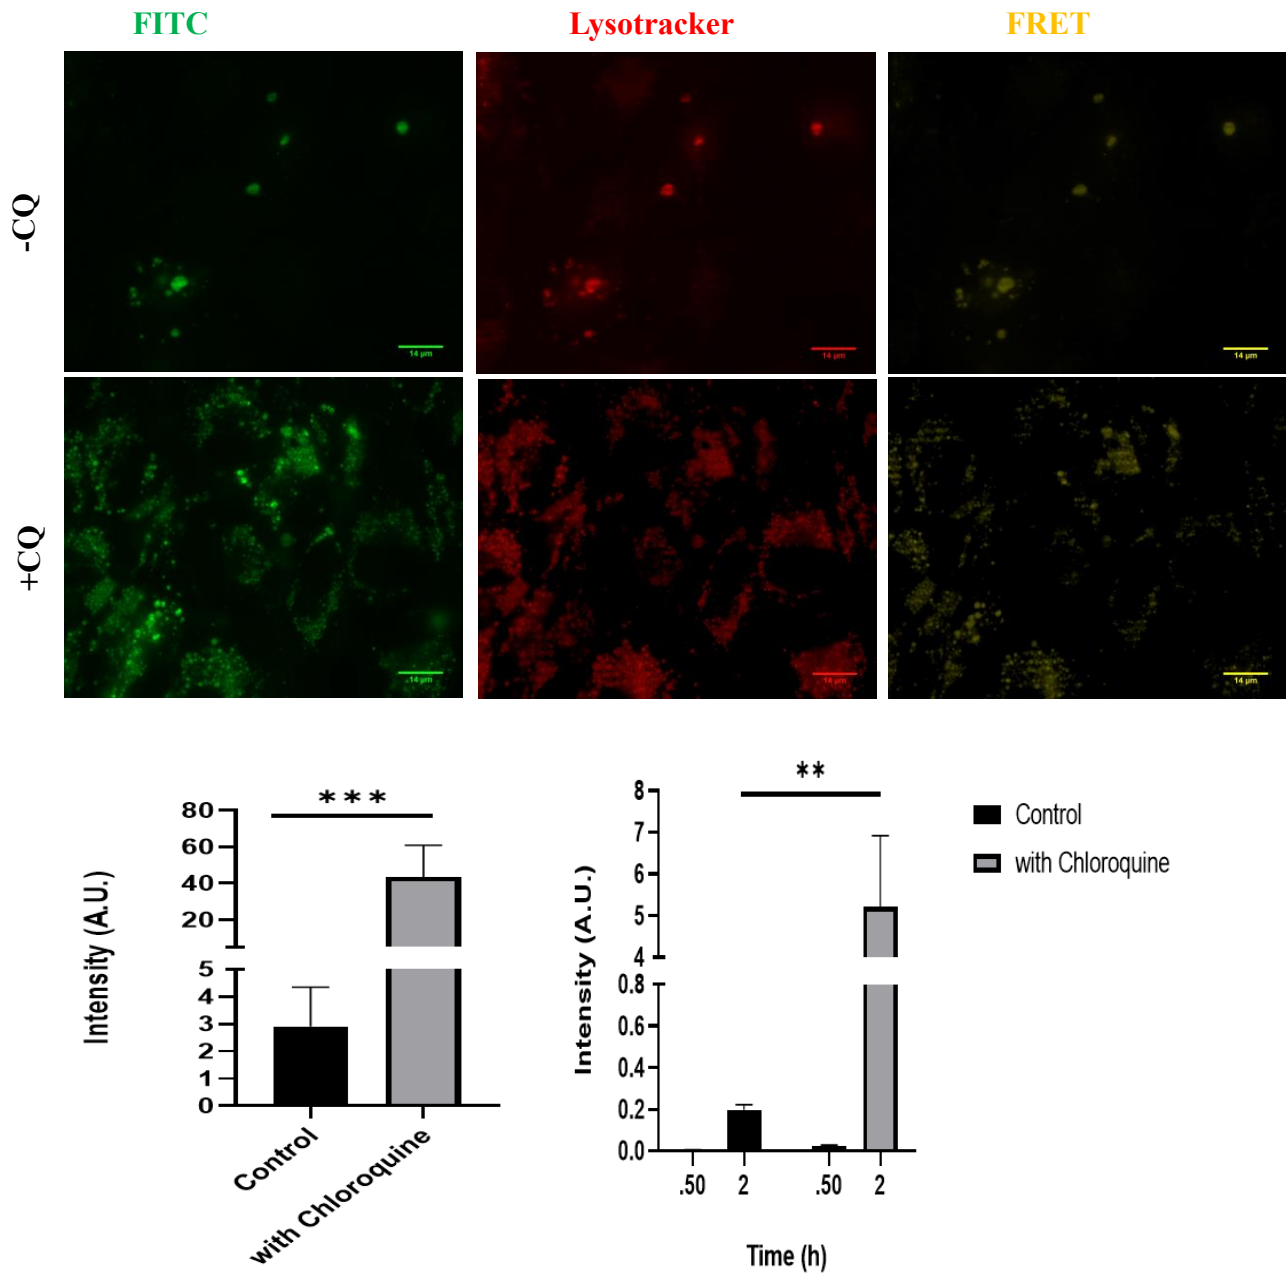 FITC
Lysotracker
FRET
-CQ
14 µm
14 µm
14 µm
+CQ
14 µm
14 µm
14 µm
***
80
60
40
20
5
4
3
2
1
0
Intensity (A.U.)
Control
with Chloroquine
**
8
7
6
5
4
0.8
0.6
0.4
0.2
0.0
Intensity (A.U.)
.50
2
.50
2
Time (h)
Control
with Chloroquine